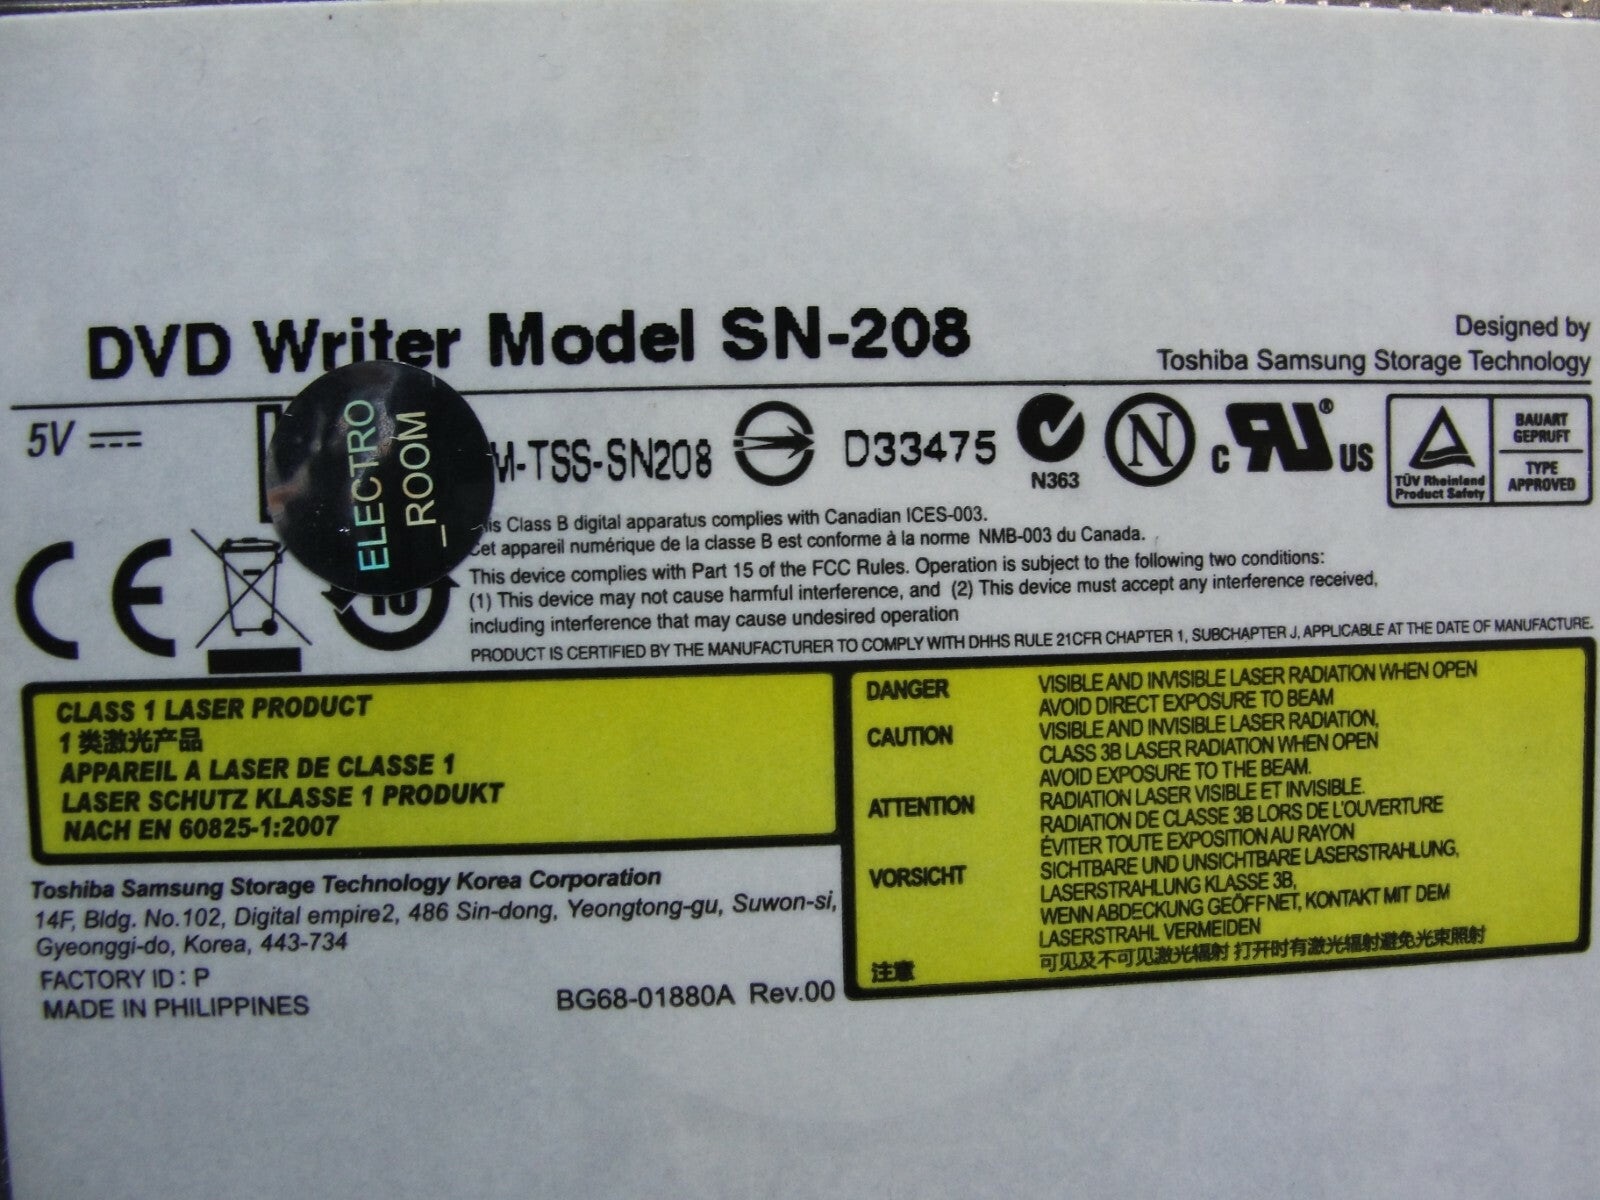 DVD Writer Model SN-208
Designed by
Toshiba Samsung Storage Technology
5V
ELECTRO
_ROOM
M-TSS-SN208
D33475
N363
N
c RU ® US
TÜV Rheinland
Product Safety
BAUART
GEPRUFT
TYPE
APPROVED
is Class B digital apparatus complies with Canadian ICES-003.
Cet appareil numérique de la classe B est conforme à la norme NMB-003 du Canada.
This device complies with Part 15 of the FCC Rules. Operation is subject to the following two conditions:
(1) This device may not cause harmful interference, and (2) This device must accept any interference received,
including interference that may cause undesired operation
PRODUCT IS CERTIFIED BY THE MANUFACTURER TO COMPLY WITH DHHS RULE 21CFR CHAPTER 1, SUBCHAPTER J, APPLICABLE AT THE DATE OF MANUFACTURE.
CE
10
CLASS 1 LASER PRODUCT
1 类激光产品
APPAREIL A LASER DE CLASSE 1
LASER SCHUTZ KLASSE 1 PRODUKT
NACH EN 60825-1:2007
DANGER VISIBLE AND INVISIBLE LASER RADIATION WHEN OPEN
AVOID DIRECT EXPOSURE TO BEAM
CAUTION VISIBLE AND INVISIBLE LASER RADIATION,
CLASS 3B LASER RADIATION WHEN OPEN
AVOID EXPOSURE TO THE BEAM.
ATTENTION RADIATION LASER VISIBLE ET INVISIBLE.
RADIATION DE CLASSE 3B LORS DE L'OUVERTURE
ÉVITER TOUTE EXPOSITION AU RAYON
VORSICHT SICHTBARE UND UNSICHTBARE LASERSTRAHLUNG,
LASERSTRAHLUNG KLASSE 3B,
WENN ABDECKUNG GEÖFFNET, KONTAKT MIT DEM
LASERSTRAHL VERMEIDEN
注意 可见及不可见激光辐射 打开时有激光辐射避免光束照射
Toshiba Samsung Storage Technology Korea Corporation
14F, Bldg. No.102, Digital empire2, 486 Sin-dong, Yeongtong-gu, Suwon-si,
Gyeonggi-do, Korea, 443-734
FACTORY ID : P
MADE IN PHILIPPINES
BG68-01880A Rev.00